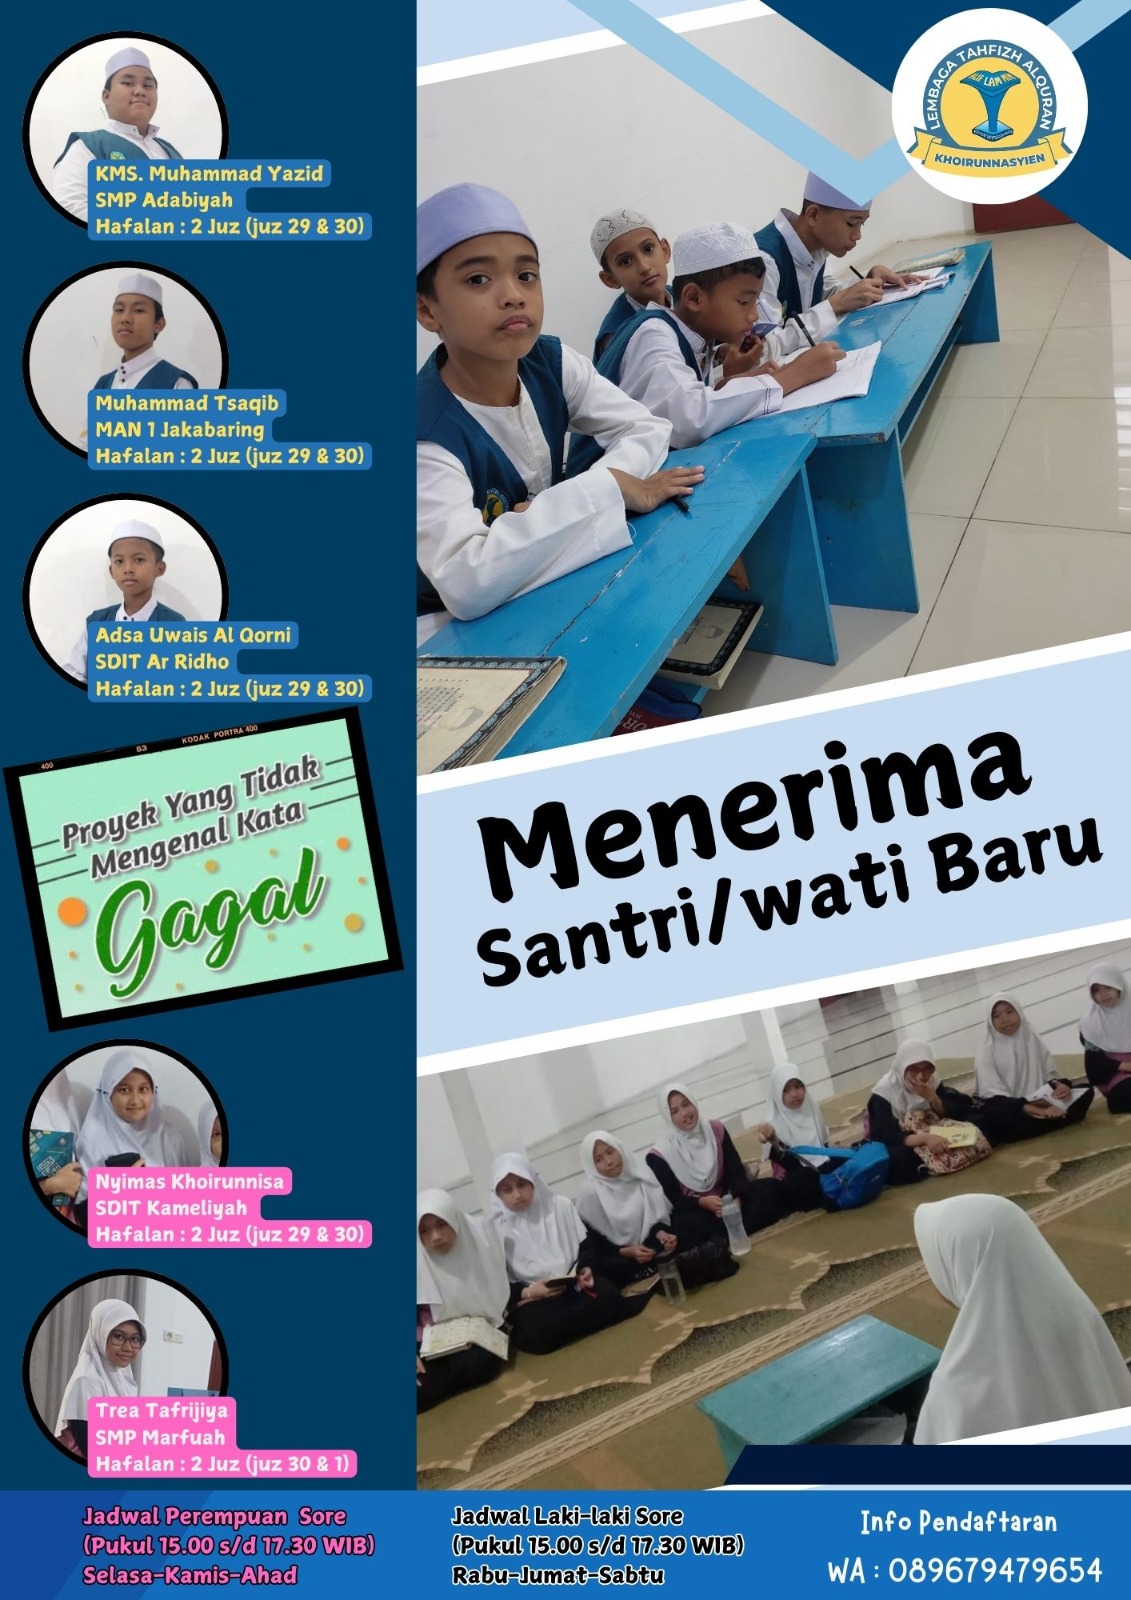 LEMBAGA TAHFIZH ALQURAN
ALIF LAM MIM
KHOIRUNNASYIEN
KMS. Muhammad Yazid
SMP Adabiyah
Hafalan : 2 Juz (juz 29 & 30)
Muhammad Tsaqib
MAN 1 Jakabaring
Hafalan : 2 Juz (juz 29 & 30)
Adsa Uwais Al Qorni
SDIT Ar Ridho
Hafalan : 2 Juz (juz 29 & 30)
400 53 KODAK PORTRA 400
Proyek Yang Tidak
Mengenal Kata
Gagal
Menerima
Santri/wati Baru
Nyimas Khoirunnisa
SDIT Kameliyah
Hafalan : 2 Juz (juz 29 & 30)
Trea Tafrijiya
SMP Marfuah
Hafalan : 2 Juz (juz 30 & 1)
Jadwal Perempuan Sore
(Pukul 15.00 s/d 17.30 WIB)
Selasa-Kamis-Ahad
Jadwal Laki-laki Sore
(Pukul 15.00 s/d 17.30 WIB)
Rabu-Jumat-Sabtu
Info Pendaftaran
WA : 089679479654